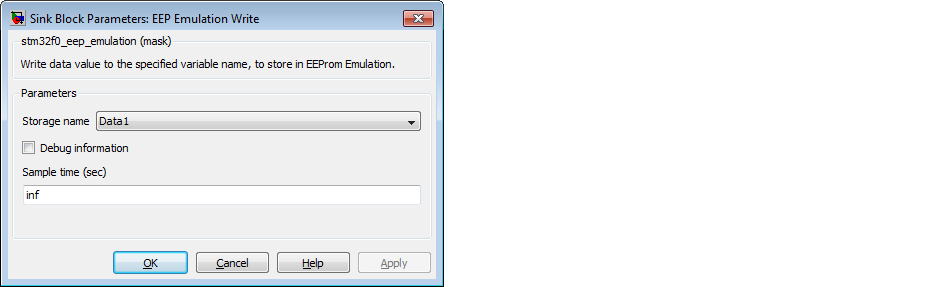 Sink Block Parameters: EEP Emulation Write
stm32f0_eep_emulation (mask)
Write data value to the specified variable name, to store in EEProm Emulation.
Parameters
Storage name Data1
Debug information
Sample time (sec)
inf
OK Cancel Help Apply